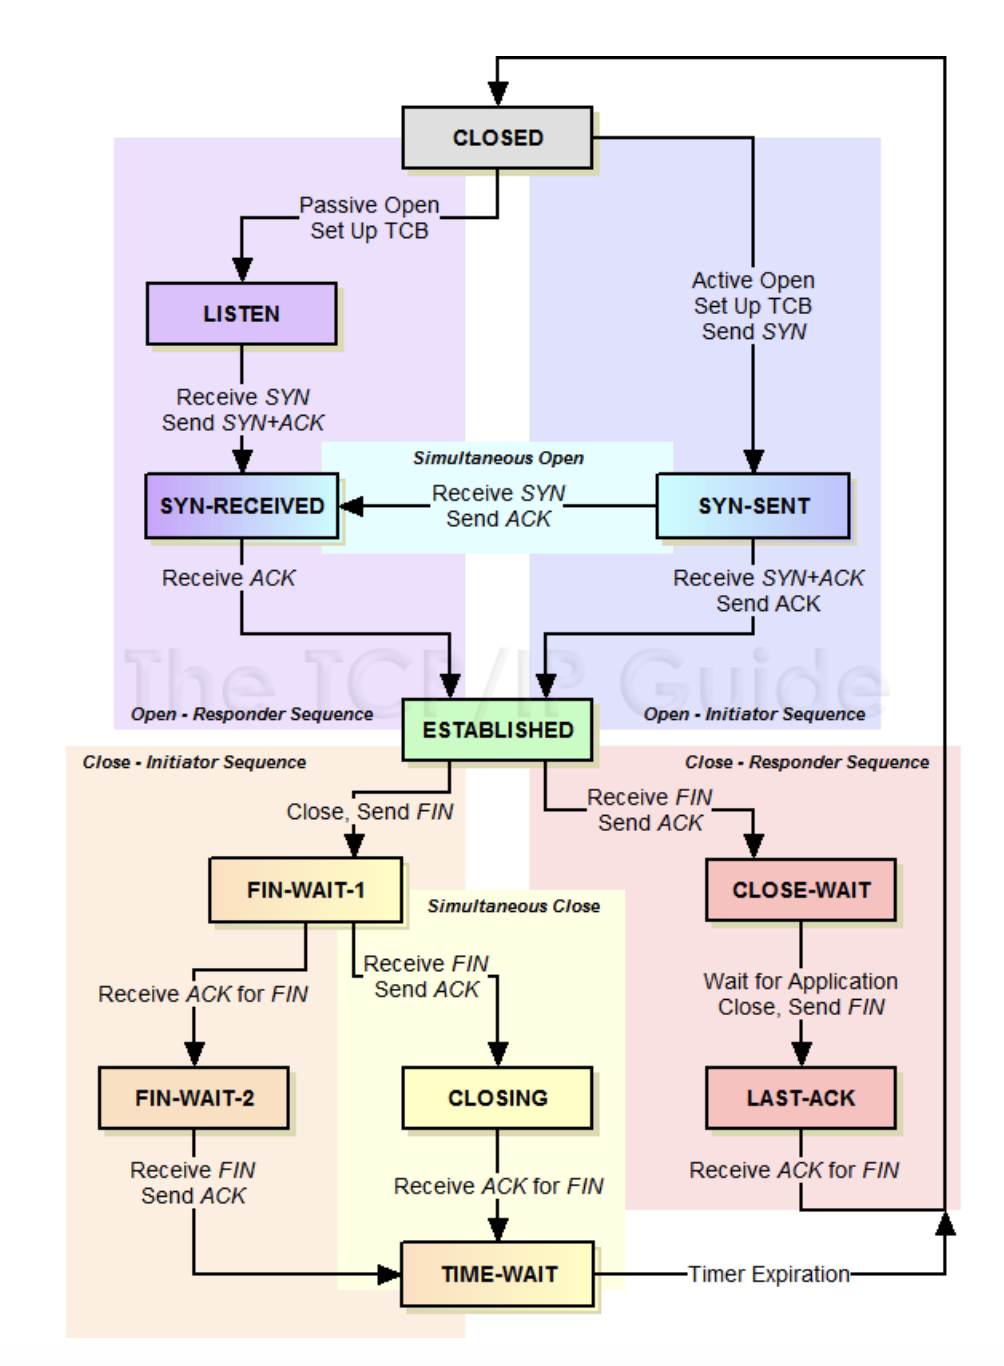 CLOSED
Passive Open
Set Up TCB
Active Open
Set Up TCB
Send SYN
LISTEN
Receive SYN
Send SYN+ACK
Simultaneous Open
SYN-RECEIVED
Receive SYN
Send ACK
SYN-SENT
Receive ACK
Receive SYN+ACK
Send ACK
The TCP/IP Guide
Open - Responder Sequence
Open - Initiator Sequence
ESTABLISHED
Close - Initiator Sequence
Close - Responder Sequence
Close, Send FIN
Receive FIN
Send ACK
FIN-WAIT-1
CLOSE-WAIT
Simultaneous Close
Receive FIN
Send ACK
Receive ACK for FIN
Wait for Application
Close, Send FIN
FIN-WAIT-2
CLOSING
LAST-ACK
Receive FIN
Send ACK
Receive ACK for FIN
Receive ACK for FIN
TIME-WAIT
Timer Expiration